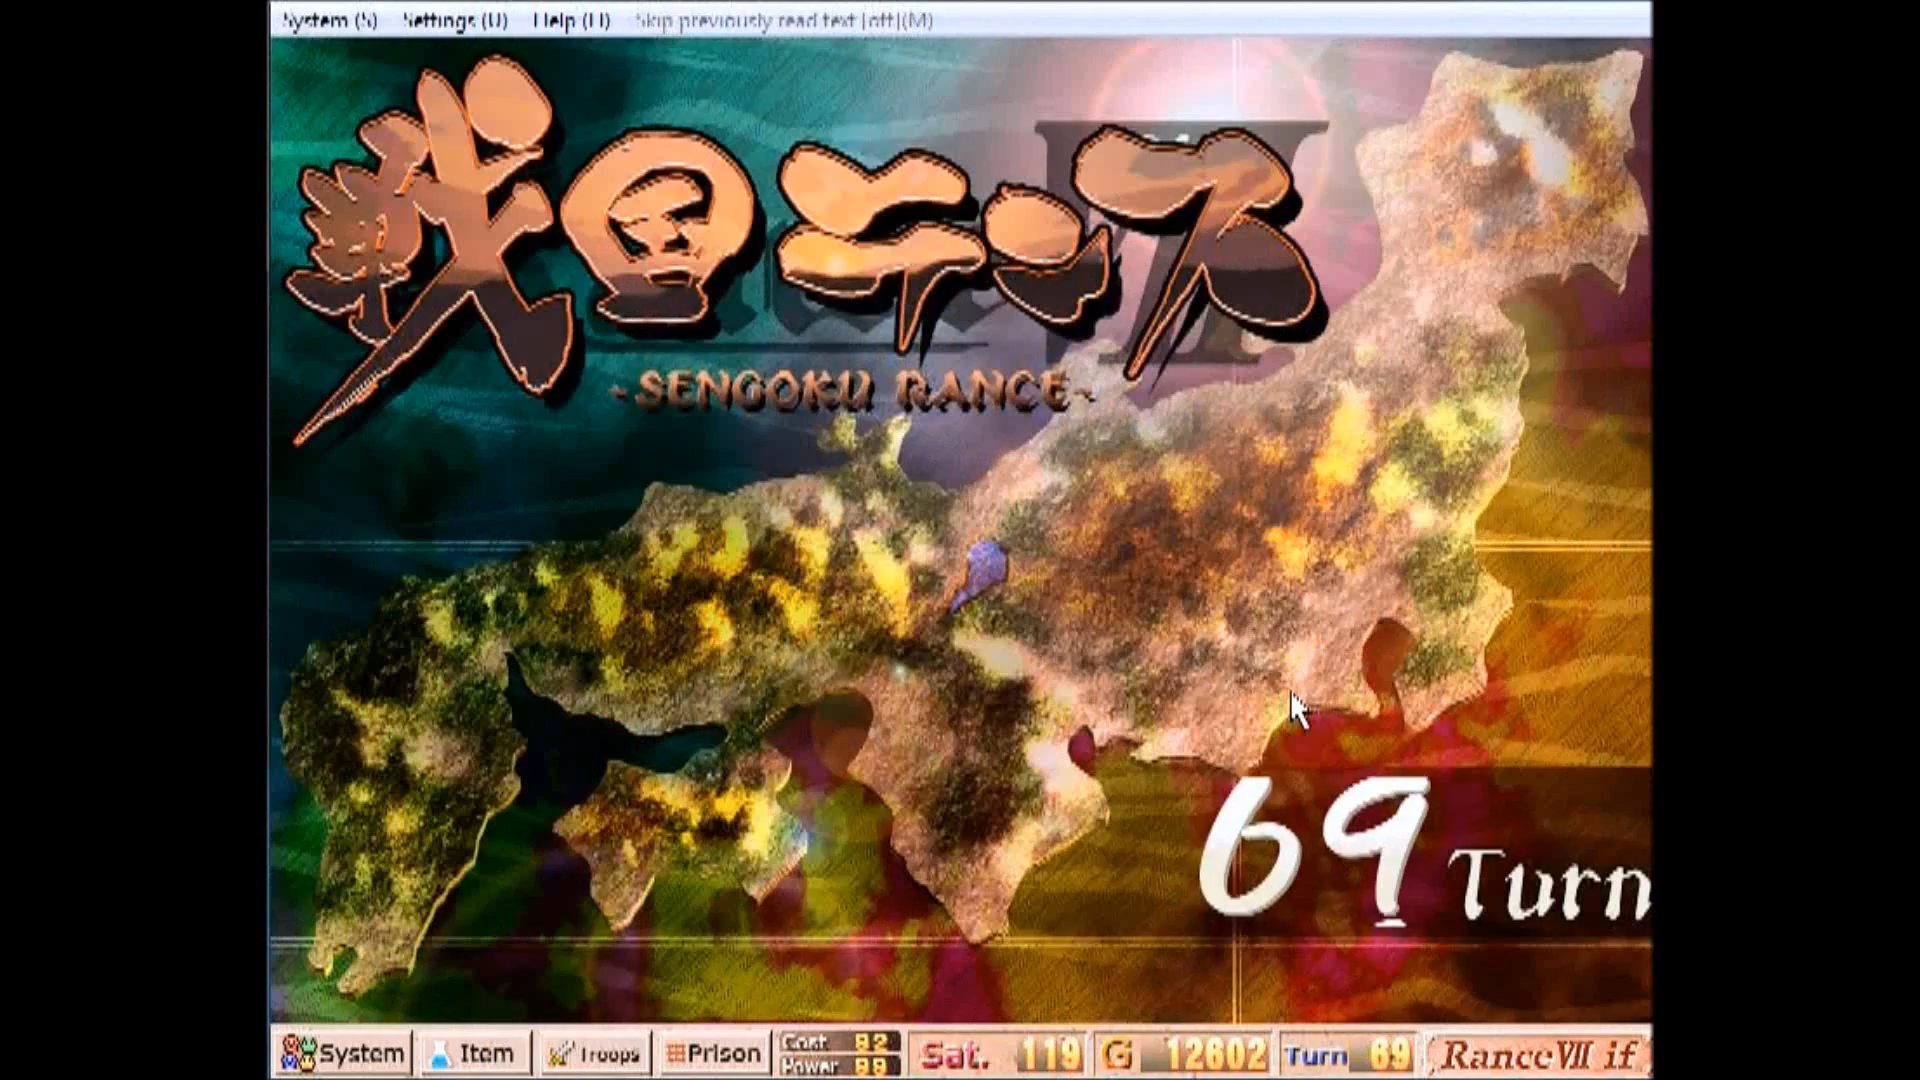 System (S) Settings (U) Help (H) Skip previously read text [off](M)
戦国ランス
-SENGOKU RANCE-
69 Turn
System Item Troops Prison Cost 92 Sat. 119 G 12602 Turn 69 Rance VII if
Power 99